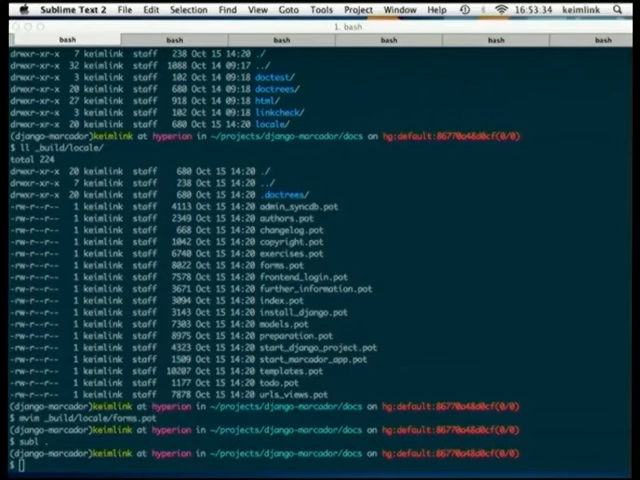 Sublime Text 2 File Edit Selection Find View Goto Tools Project Window Help 16:53:34 keimlink
1. bash
bash bash bash bash bash
drwxr-xr-x 7 keimlink staff 238 Oct 15 14:20 ./
drwxr-xr-x 32 keimlink staff 1088 Oct 14 09:17 ../
drwxr-xr-x 3 keimlink staff 102 Oct 14 09:18 doctest/
drwxr-xr-x 20 keimlink staff 680 Oct 15 14:20 doctrees/
drwxr-xr-x 27 keimlink staff 918 Oct 14 09:18 html/
drwxr-xr-x 3 keimlink staff 102 Oct 14 09:18 linkcheck/
drwxr-xr-x 20 keimlink staff 680 Oct 15 14:20 locale/
(django-marcador)keimlink at hyperion in ~/projects/django-marcador/docs on hg:default:86770a48d0cf(0/0)
$ ll _build/locale/
total 224
drwxr-xr-x 20 keimlink staff 680 Oct 15 14:20 ./
drwxr-xr-x 7 keimlink staff 238 Oct 15 14:20 ../
drwxr-xr-x 20 keimlink staff 680 Oct 15 14:20 .doctrees/
-rw-r--r-- 1 keimlink staff 4113 Oct 15 14:20 admin_syncdb.pot
-rw-r--r-- 1 keimlink staff 2349 Oct 15 14:20 authors.pot
-rw-r--r-- 1 keimlink staff 668 Oct 15 14:20 changelog.pot
-rw-r--r-- 1 keimlink staff 1042 Oct 15 14:20 copyright.pot
-rw-r--r-- 1 keimlink staff 6740 Oct 15 14:20 exercises.pot
-rw-r--r-- 1 keimlink staff 8022 Oct 15 14:20 forms.pot
-rw-r--r-- 1 keimlink staff 7578 Oct 15 14:20 frontend_login.pot
-rw-r--r-- 1 keimlink staff 3671 Oct 15 14:20 further_information.pot
-rw-r--r-- 1 keimlink staff 3094 Oct 15 14:20 index.pot
-rw-r--r-- 1 keimlink staff 3143 Oct 15 14:20 install_django.pot
-rw-r--r-- 1 keimlink staff 7303 Oct 15 14:20 models.pot
-rw-r--r-- 1 keimlink staff 8975 Oct 15 14:20 preparation.pot
-rw-r--r-- 1 keimlink staff 4323 Oct 15 14:20 start_django_project.pot
-rw-r--r-- 1 keimlink staff 1509 Oct 15 14:20 start_marcador_app.pot
-rw-r--r-- 1 keimlink staff 10207 Oct 15 14:20 templates.pot
-rw-r--r-- 1 keimlink staff 1177 Oct 15 14:20 todo.pot
-rw-r--r-- 1 keimlink staff 7878 Oct 15 14:20 urls_views.pot
(django-marcador)keimlink at hyperion in ~/projects/django-marcador/docs on hg:default:86770a48d0cf(0/0)
$ mvim _build/locale/forms.pot
(django-marcador)keimlink at hyperion in ~/projects/django-marcador/docs on hg:default:86770a48d0cf(0/0)
$ subl .
(django-marcador)keimlink at hyperion in ~/projects/django-marcador/docs on hg:default:86770a48d0cf(0/0)
$